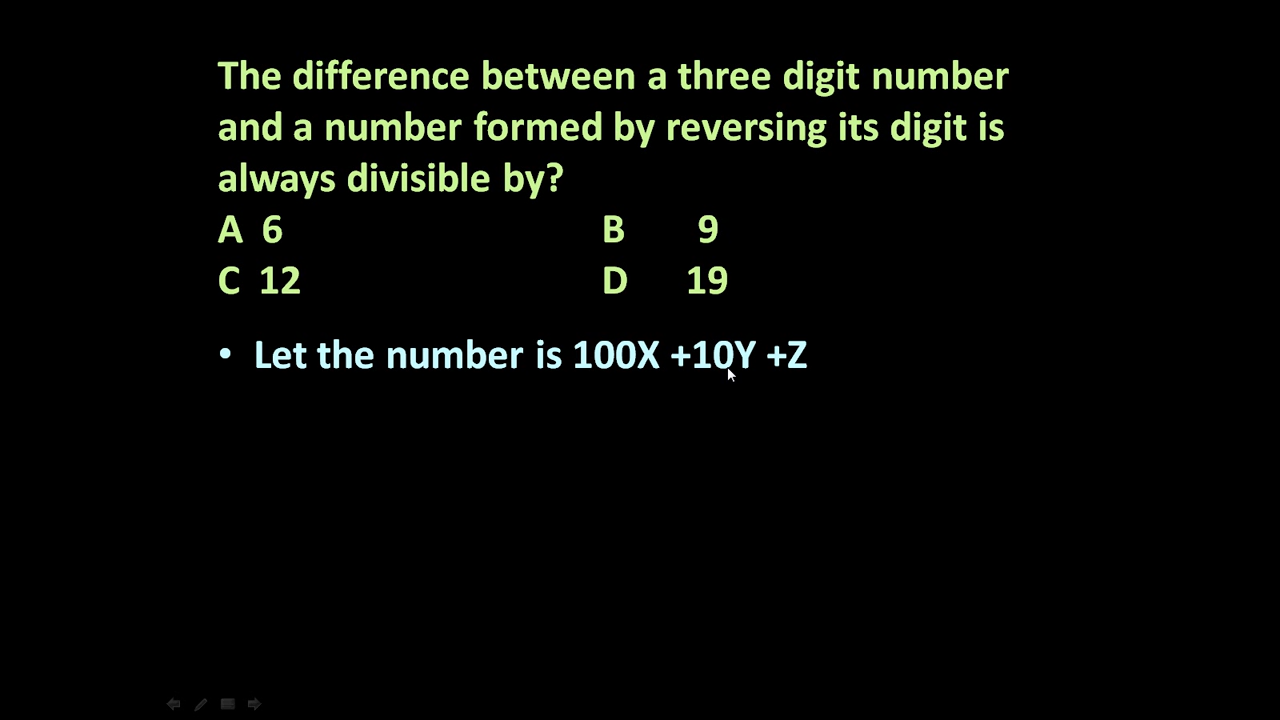 The difference between a three digit number
and a number formed by reversing its digit is
always divisible by?
A 6 B 9
C 12 D 19
• Let the number is 100X +10Y +Z